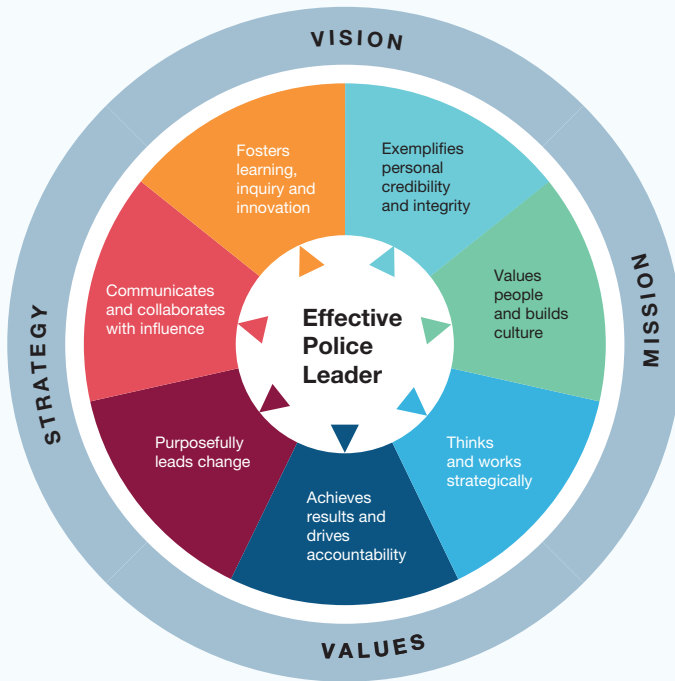 VISION
Fosters
learning,
inquiry and
innovation
Exemplifies
personal
credibility
and integrity
Communicates
and collaborates
with influence
Effective
Police
Leader
Values
people
and builds
culture
MISSION
STRATEGY
Purposefully
leads change
Thinks
and works
strategically
Achieves
results and
drives
accountability
VALUES